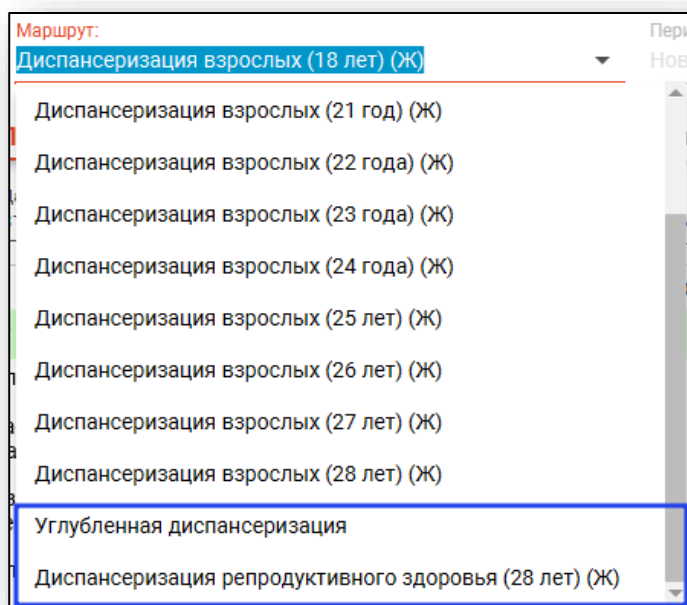 Маршрут:
Диспансеризация взрослых (18 лет) (Ж)
Диспансеризация взрослых (21 год) (Ж)
Диспансеризация взрослых (22 года) (Ж)
Диспансеризация взрослых (23 года) (Ж)
Диспансеризация взрослых (24 года) (Ж)
Диспансеризация взрослых (25 лет) (Ж)
Диспансеризация взрослых (26 лет) (Ж)
Диспансеризация взрослых (27 лет) (Ж)
Диспансеризация взрослых (28 лет) (Ж)
Углубленная диспансеризация
Диспансеризация репродуктивного здоровья (28 лет) (Ж)